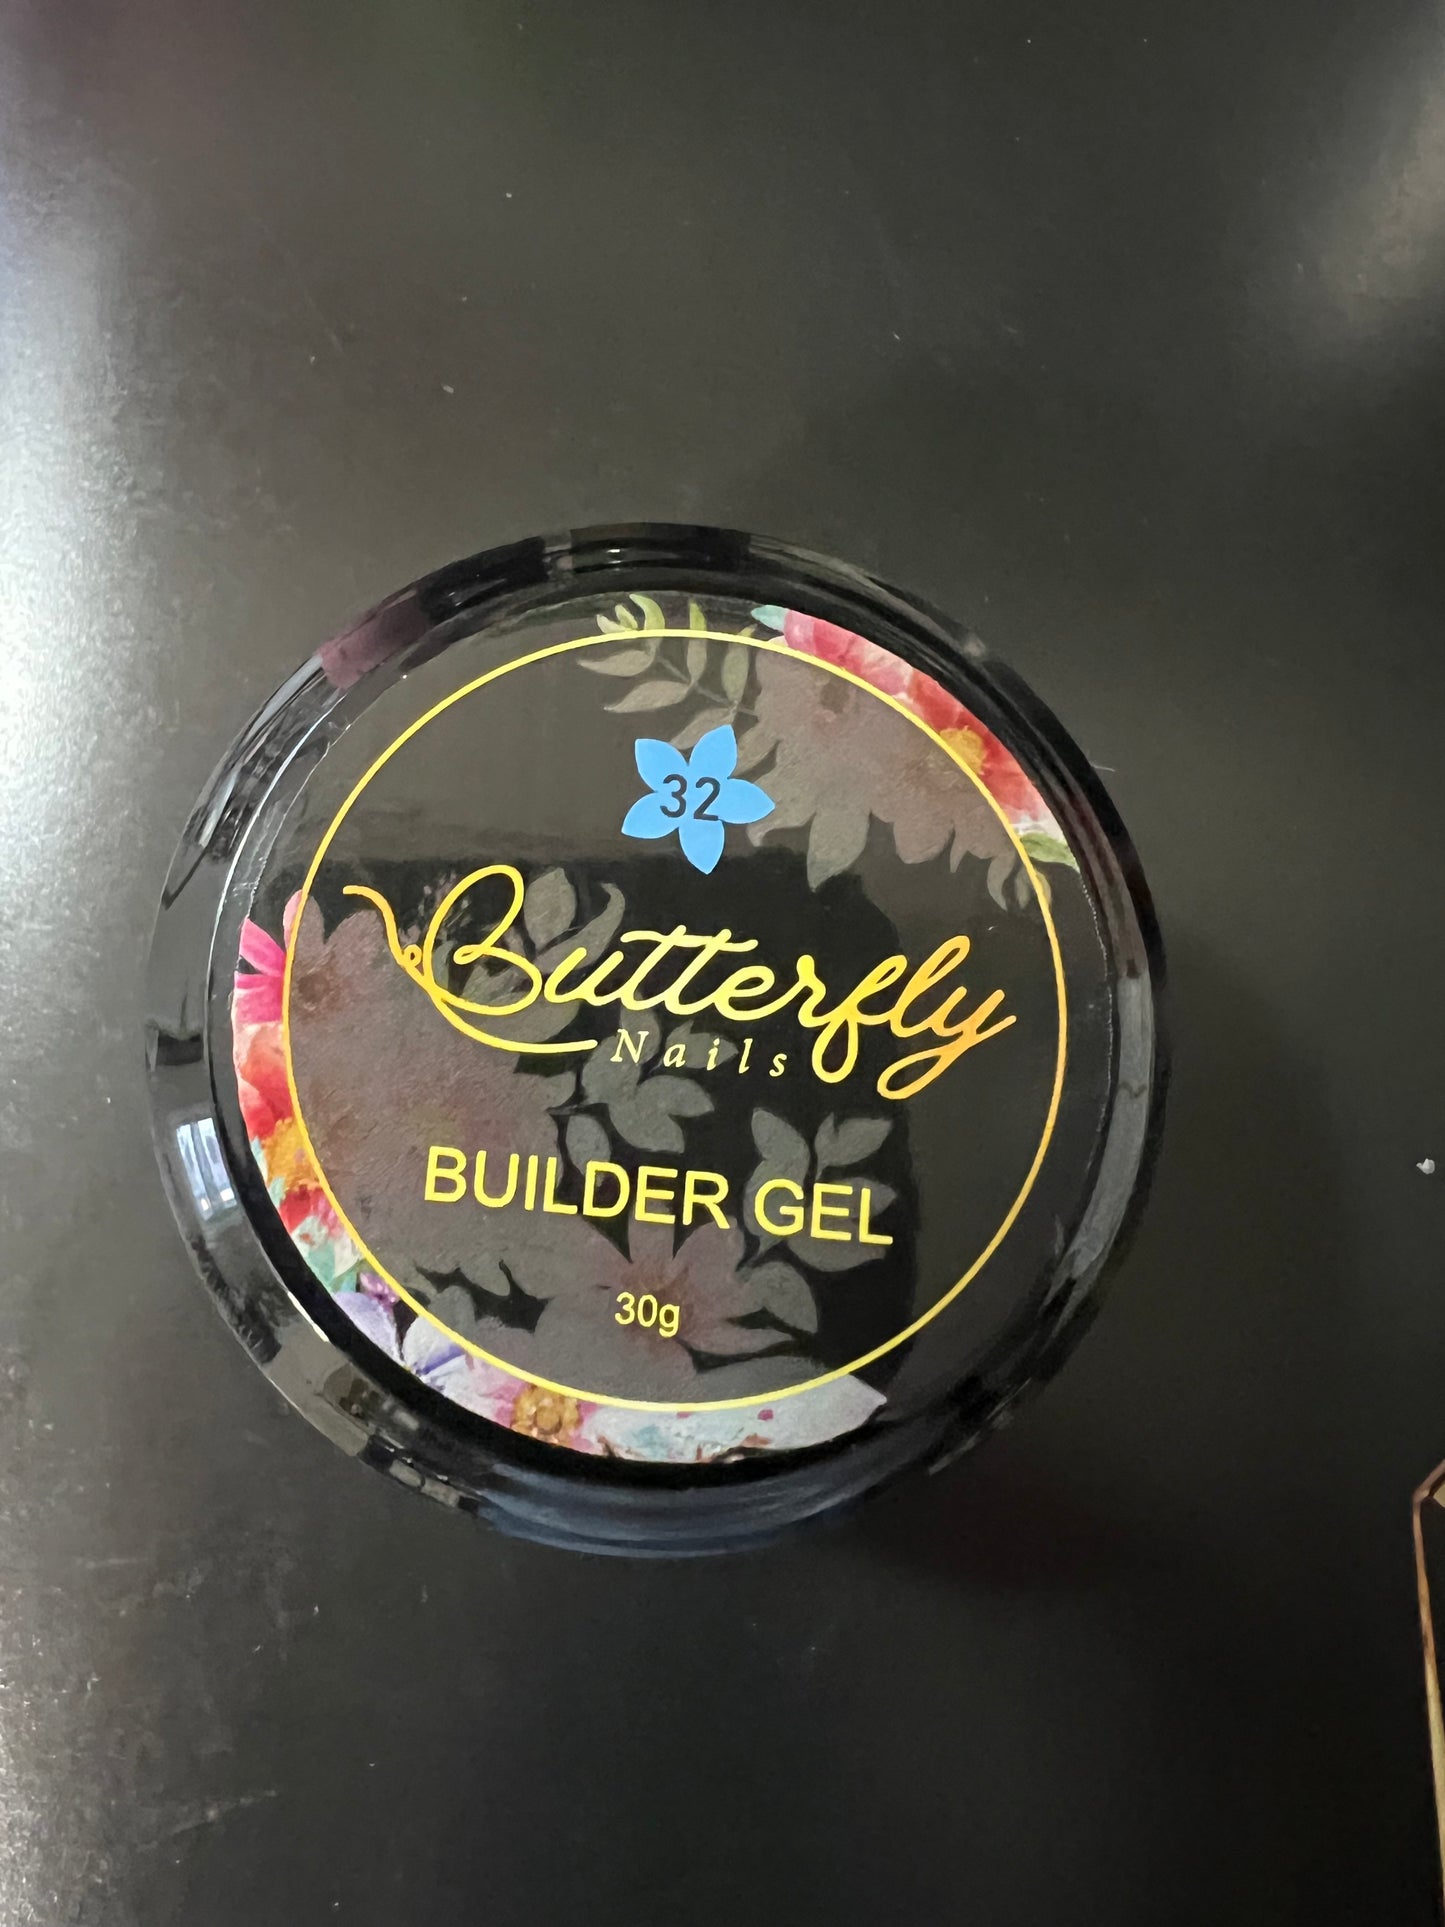 32
Butterfly
Nails
BUILDER GEL
30g